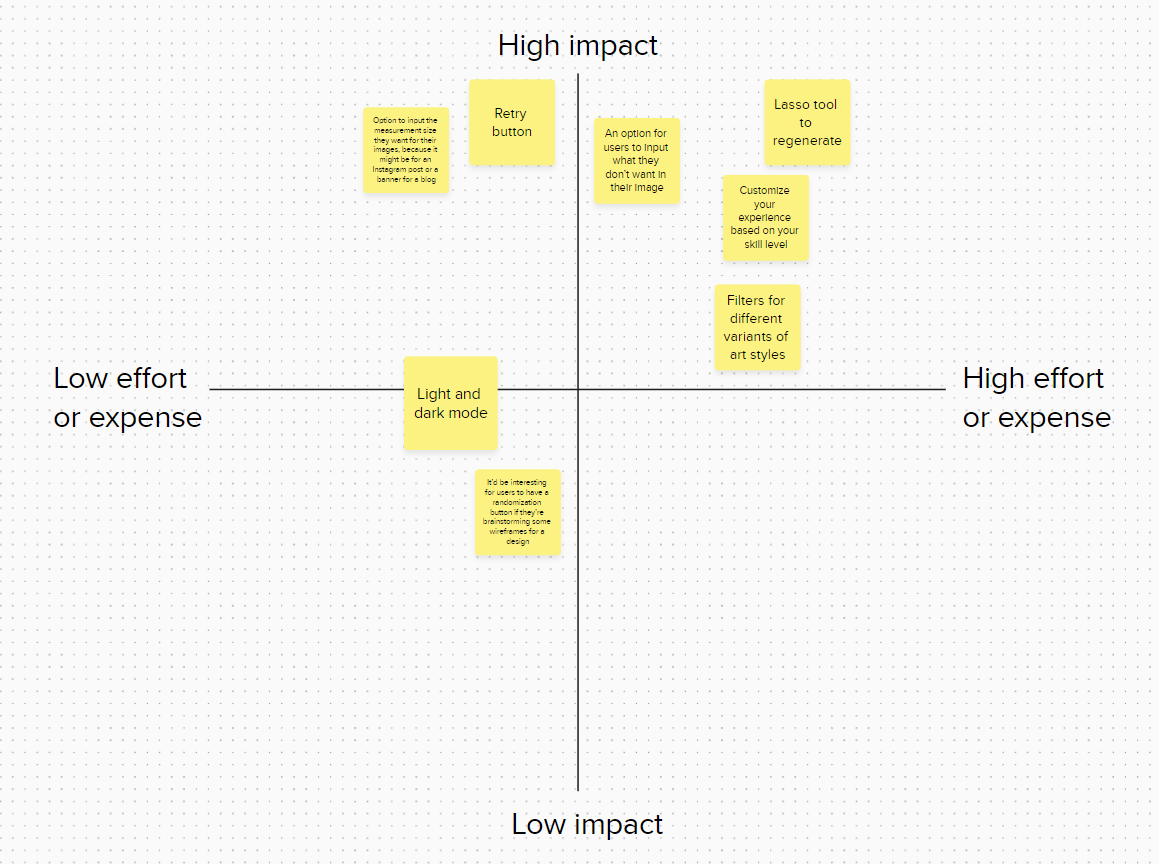 High impact
Option to input the
measurement size
they want for their
images, because it
might be for an
Instagram post or a
banner for a blog
Retry
button
An option for
users to input
what they
don't want in
their image
Lasso tool
to
regenerate
Customize
your
experience
based on your
skill level
Filters for
different
variants of
art styles
Low effort
or expense
Light and
dark mode
High effort
or expense
It'd be interesting
for users to have a
randomization
button if they're
brainstorming some
wireframes for a
design
Low impact